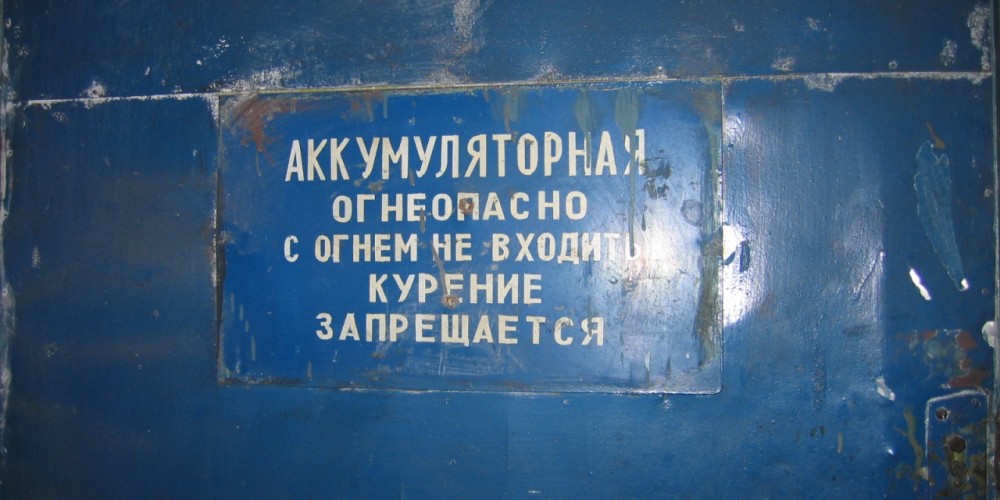 АККУМУЛЯТОРНАЯ
ОГНЕОПАСНО
С ОГНЕМ НЕ ВХОДИТЬ
КУРЕНИЕ
ЗАПРЕЩАЕТСЯ